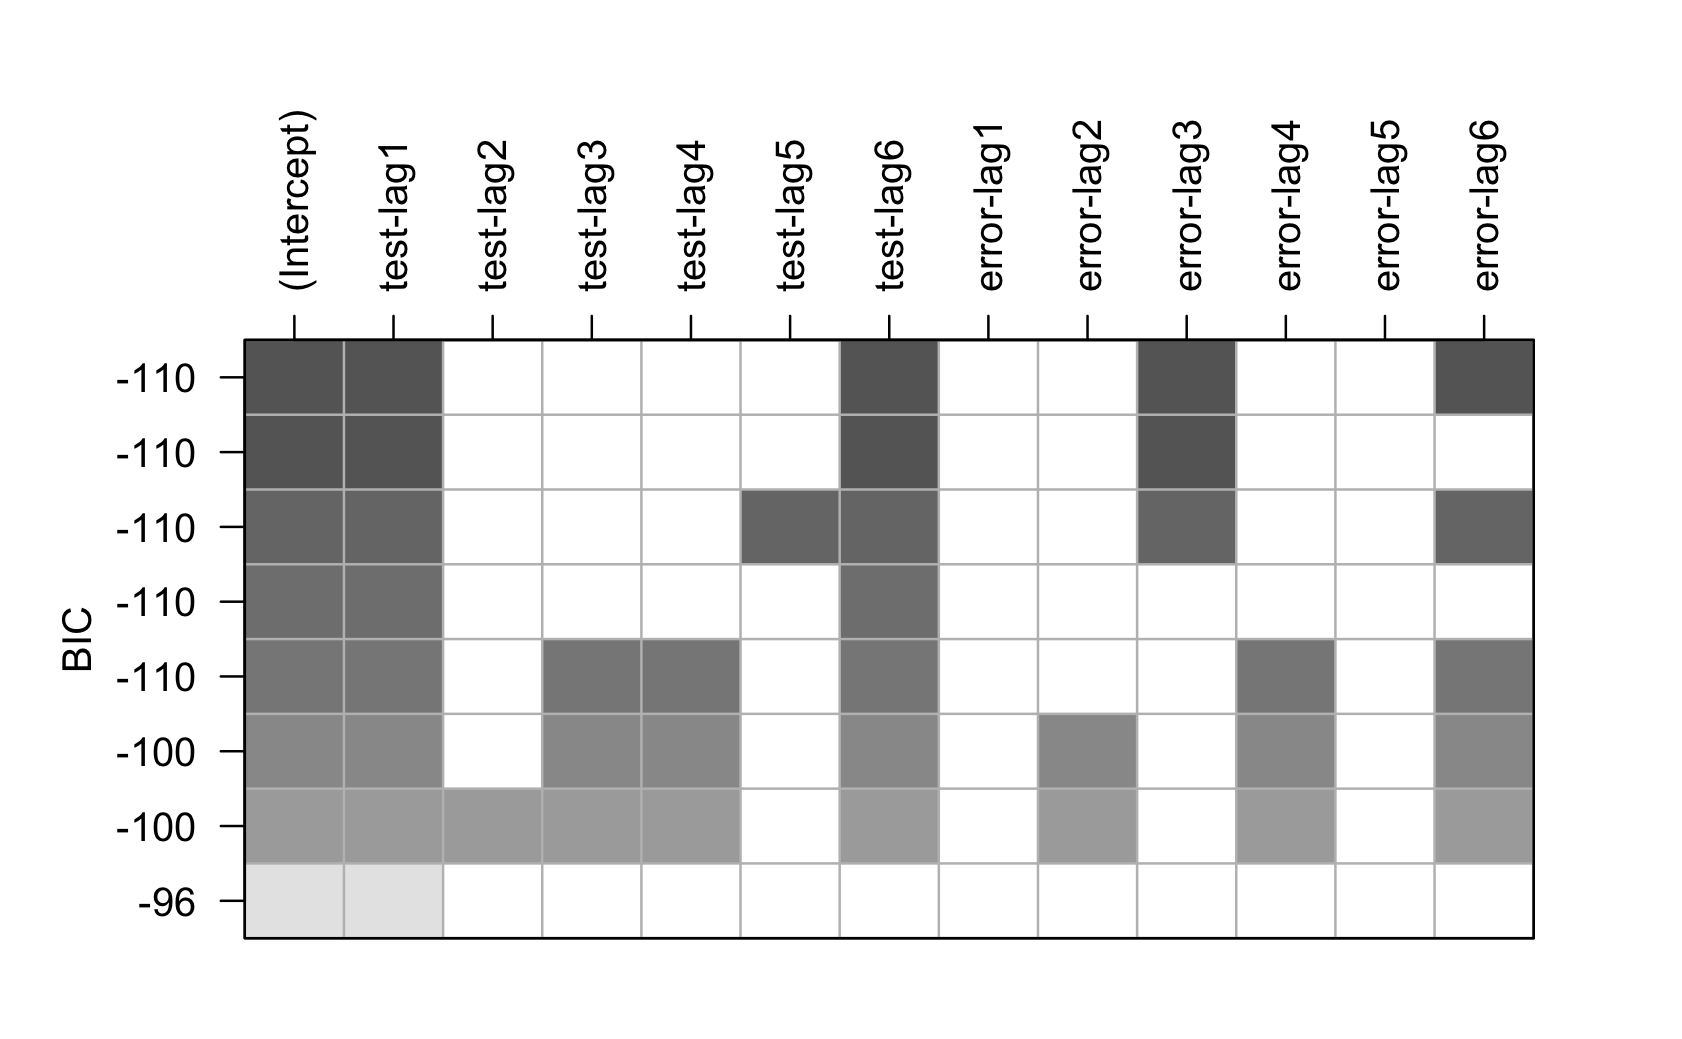 (Intercept)
test-lag1
test-lag2
test-lag3
test-lag4
test-lag5
test-lag6
error-lag1
error-lag2
error-lag3
error-lag4
error-lag5
error-lag6
BIC
-110
-110
-110
-110
-110
-100
-100
-96